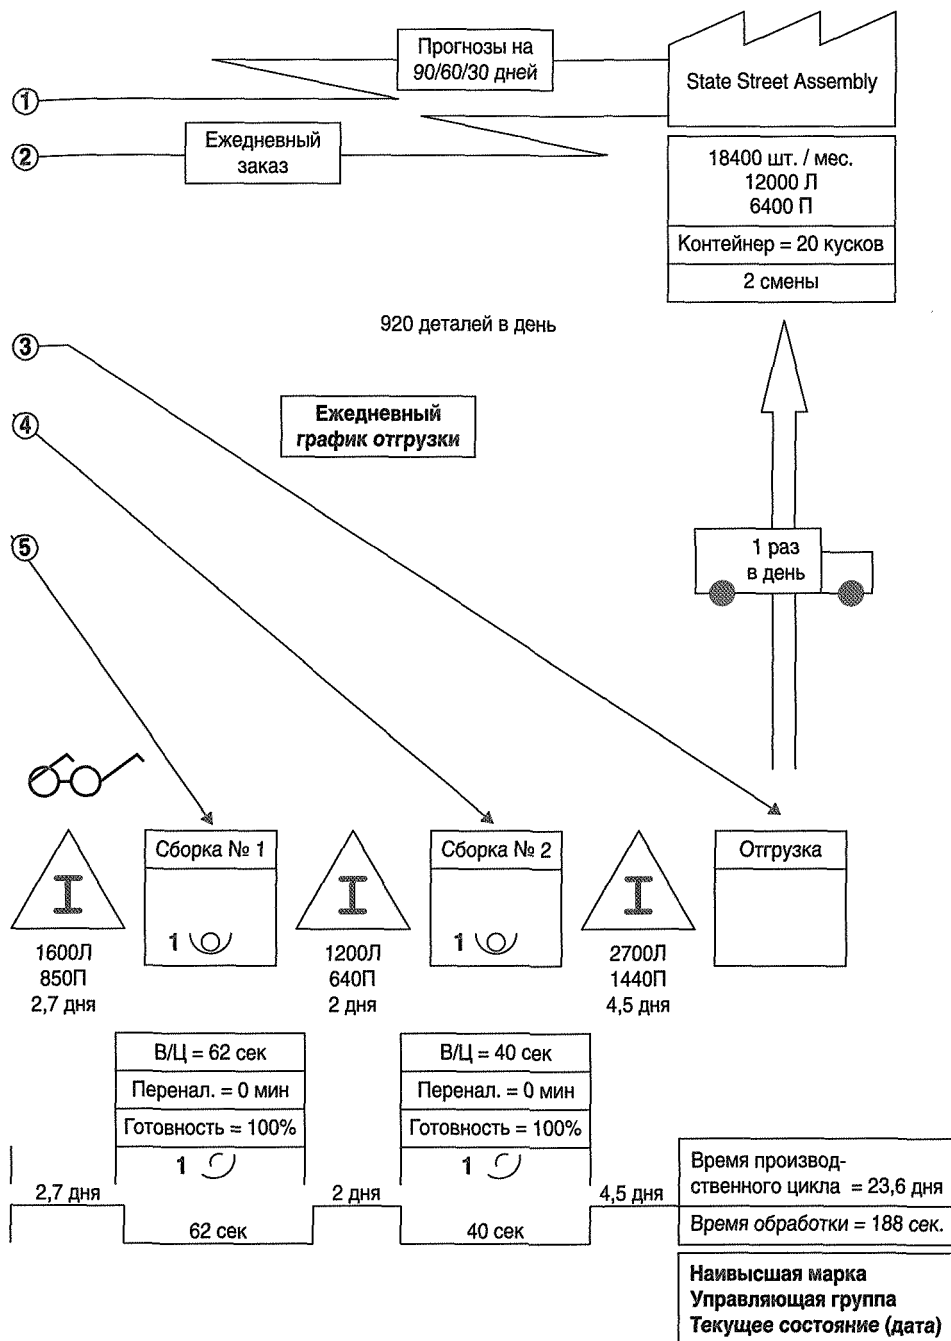 Прогнозы на
90/60/30 дней
State Street Assembly
1
2
Ежедневный
заказ
18400 шт. / мес.
12000 Л
6400 П
Контейнер = 20 кусков
2 смены
920 деталей в день
3
4
Ежедневный
график отгрузки
5
1 раз
в день
Сборка № 1
Сборка № 2
Отгрузка
I
I
I
1
1
1600Л
850П
2,7 дня
1200Л
640П
2 дня
2700Л
1440П
4,5 дня
В/Ц = 62 сек
Перенал. = 0 мин
Готовность = 100%
1
В/Ц = 40 сек
Перенал. = 0 мин
Готовность = 100%
1
2,7 дня
62 сек
2 дня
40 сек
4,5 дня
Время производ-
ственного цикла = 23,6 дня
Время обработки = 188 сек.
Наивысшая марка
Управляющая группа
Текущее состояние (дата)